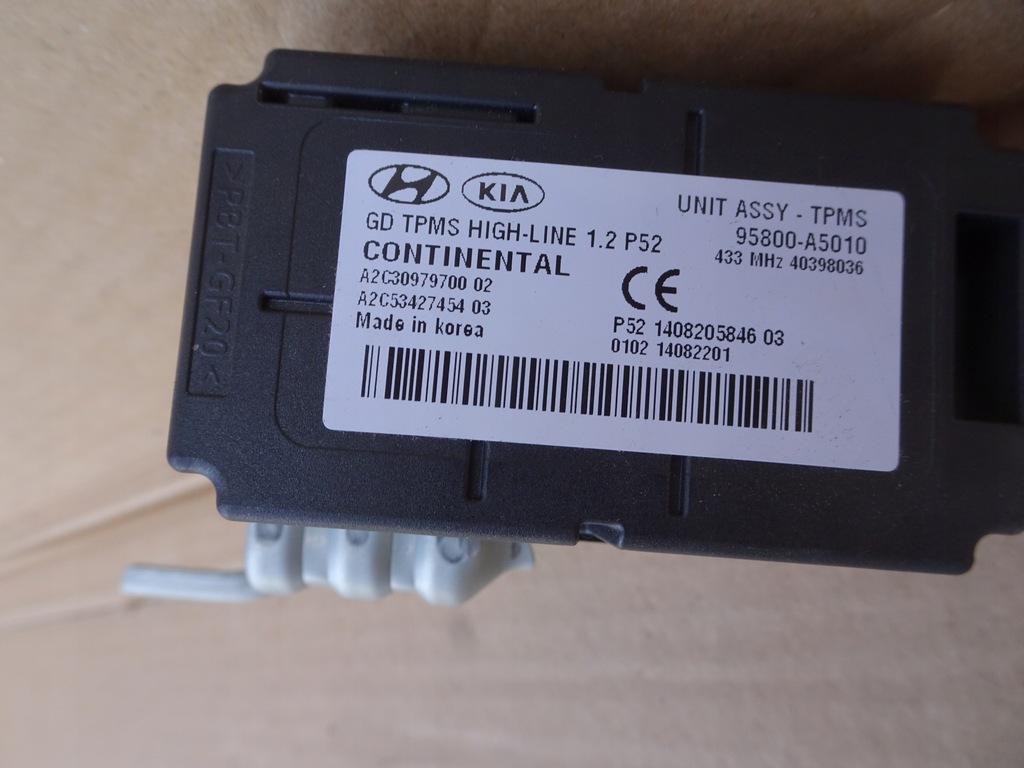 KIA
UNIT ASSY - TPMS
GD TPMS HIGH-LINE 1.2 P52
95800-A5010
CONTINENTAL
433 MHz 40398036
A2C30979700 02
A2C53427454 03
CE
Made in korea
P52 1408205846 03
0102 14082201
>PBT-GF20<